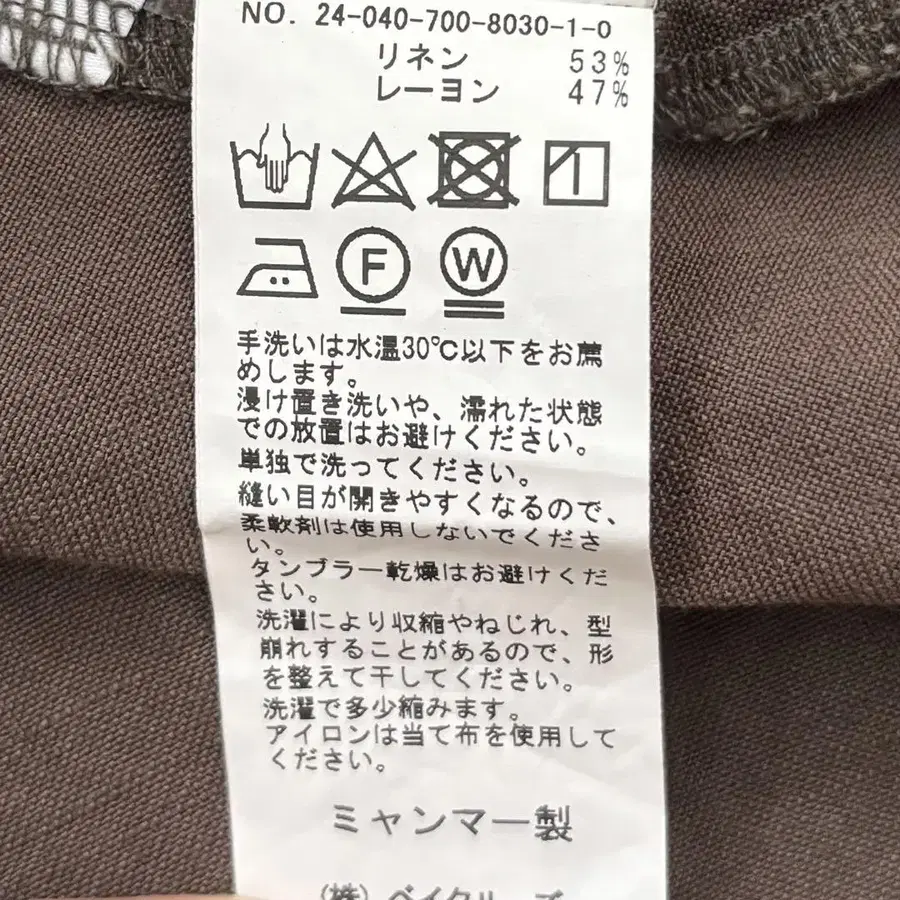 NO. 24-040-700-8030-1-0
リネン 53%
レーヨン 47%
F W
手洗いは水温30℃以下をお薦
めします。
浸け置き洗いや、濡れた状態
での放置はお避けください。
単独で洗ってください。
縫い目が開きやすくなるので、
柔軟剤は使用しないでくださ
い。
タンブラー乾燥はお避けくだ
さい。
洗濯により収縮やねじれ、型
崩れすることがあるので、形
を整えて干してください。
洗濯で多少縮みます。
アイロンは当て布を使用して
ください。
ミャンマー製
(株)ベイクルーズ